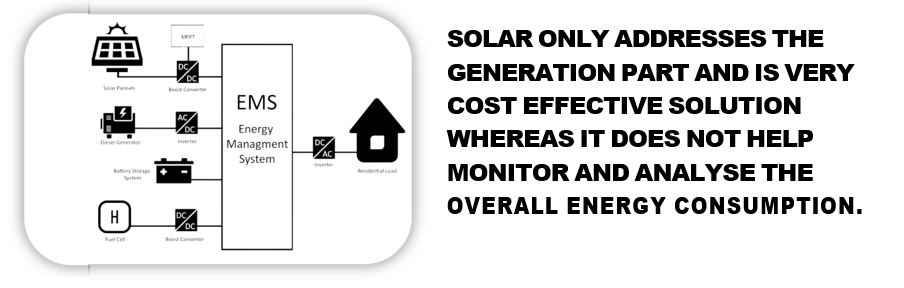 MPPT
DC
DC
Solar Pannels
Boost Converter
EMS
Energy
Managment
System
AC
DC
Diesel Generator
Inverter
DC
AC
Inverter
Residential Load
Battery Storage
System
H
DC
DC
Fuel Cell
Boost Converter
SOLAR ONLY ADDRESSES THE
GENERATION PART AND IS VERY
COST EFFECTIVE SOLUTION
WHEREAS IT DOES NOT HELP
MONITOR AND ANALYSE THE
OVERALL ENERGY CONSUMPTION.